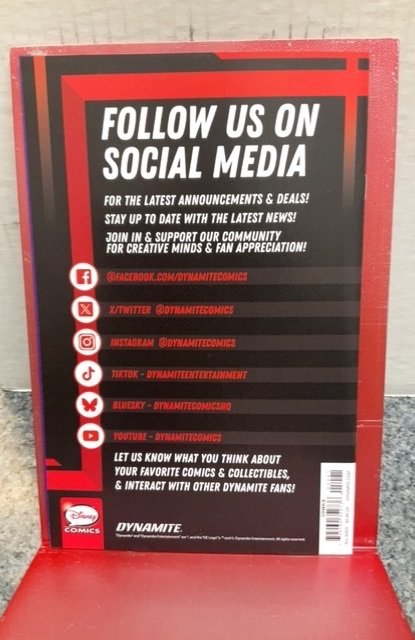 FOLLOW US ON
SOCIAL MEDIA
FOR THE LATEST ANNOUNCEMENTS & DEALS!
STAY UP TO DATE WITH THE LATEST NEWS!
JOIN IN & SUPPORT OUR COMMUNITY
FOR CREATIVE MINDS & FAN APPRECIATION!
@FACEBOOK.COM/DYNAMITECOMICS
X/TWITTER @DYNAMITECOMICS
INSTAGRAM @DYNAMITECOMICS
TIKTOK - DYNAMITEENTERTAINMENT
BLUESKY - DYNAMITECOMICSHQ
YOUTUBE - DYNAMITECOMICS
LET US KNOW WHAT YOU THINK ABOUT
YOUR FAVORITE COMICS & COLLECTIBLES,
& INTERACT WITH OTHER DYNAMITE FANS!
Disney
COMICS
DYNAMITE